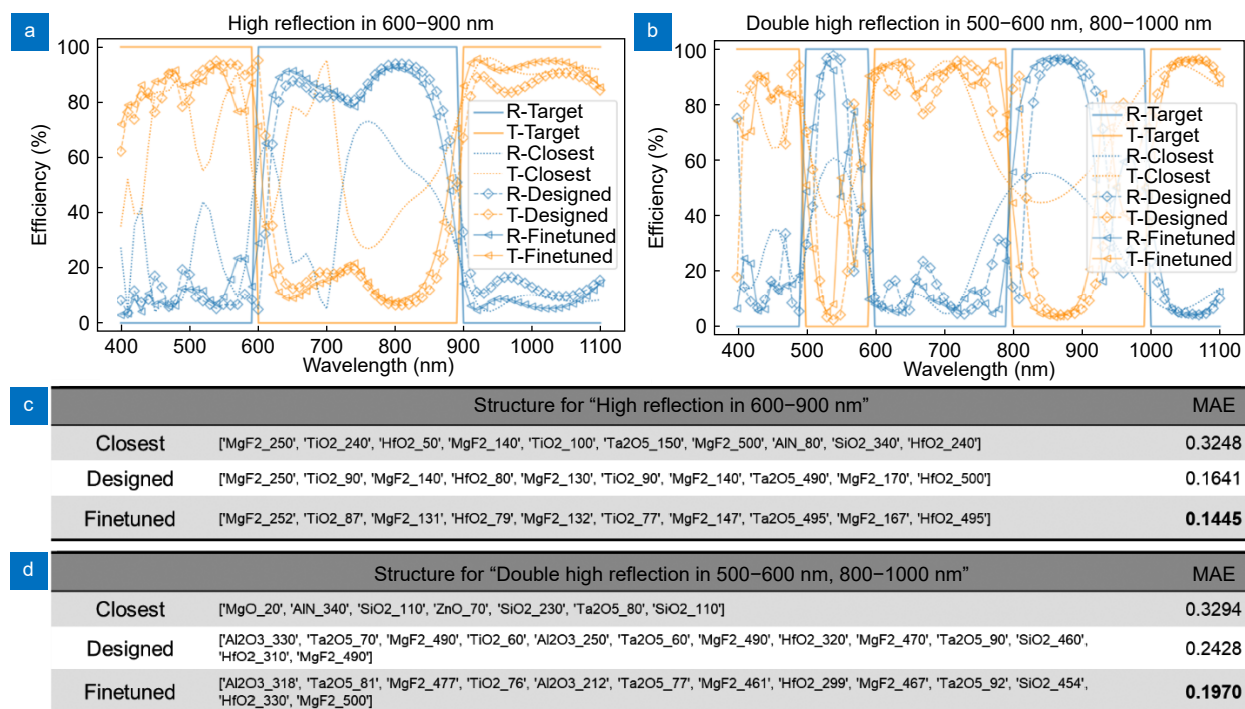 a
High reflection in 600−900 nm
100
80
60
40
20
0
Efficiency (%)
400 500 600 700 800 900 1000 1100
Wavelength (nm)
R-Target
T-Target
R-Closest
T-Closest
R-Designed
T-Designed
R-Finetuned
T-Finetuned
b
Double high reflection in 500−600 nm, 800−1000 nm
100
80
60
40
20
0
Efficiency (%)
400 500 600 700 800 900 1000 1100
Wavelength (nm)
R-Target
T-Target
R-Closest
T-Closest
R-Designed
T-Designed
R-Finetuned
T-Finetuned
c
Structure for “High reflection in 600−900 nm” MAE
Closest ['MgF2_250', 'TiO2_240', 'HfO2_50', 'MgF2_140', 'TiO2_100', 'Ta2O5_150', 'MgF2_500', 'AlN_80', 'SiO2_340', 'HfO2_240'] 0.3248
Designed ['MgF2_250', 'TiO2_90', 'MgF2_140', 'HfO2_80', 'MgF2_130', 'TiO2_90', 'MgF2_140', 'Ta2O5_490', 'MgF2_170', 'HfO2_500'] 0.1641
Finetuned ['MgF2_252', 'TiO2_87', 'MgF2_131', 'HfO2_79', 'MgF2_132', 'TiO2_77', 'MgF2_147', 'Ta2O5_495', 'MgF2_167', 'HfO2_495'] 0.1445
d
Structure for “Double high reflection in 500−600 nm, 800−1000 nm” MAE
Closest ['MgO_20', 'AlN_340', 'SiO2_110', 'ZnO_70', 'SiO2_230', 'Ta2O5_80', 'SiO2_110'] 0.3294
Designed ['Al2O3_330', 'Ta2O5_70', 'MgF2_490', 'TiO2_60', 'Al2O3_250', 'Ta2O5_60', 'MgF2_490', 'HfO2_320', 'MgF2_470', 'Ta2O5_90', 'SiO2_460', 0.2428
'HfO2_310', 'MgF2_490']
Finetuned ['Al2O3_318', 'Ta2O5_81', 'MgF2_477', 'TiO2_76', 'Al2O3_212', 'Ta2O5_77', 'MgF2_461', 'HfO2_299', 'MgF2_467', 'Ta2O5_92', 'SiO2_454', 0.1970
'HfO2_330', 'MgF2_500']